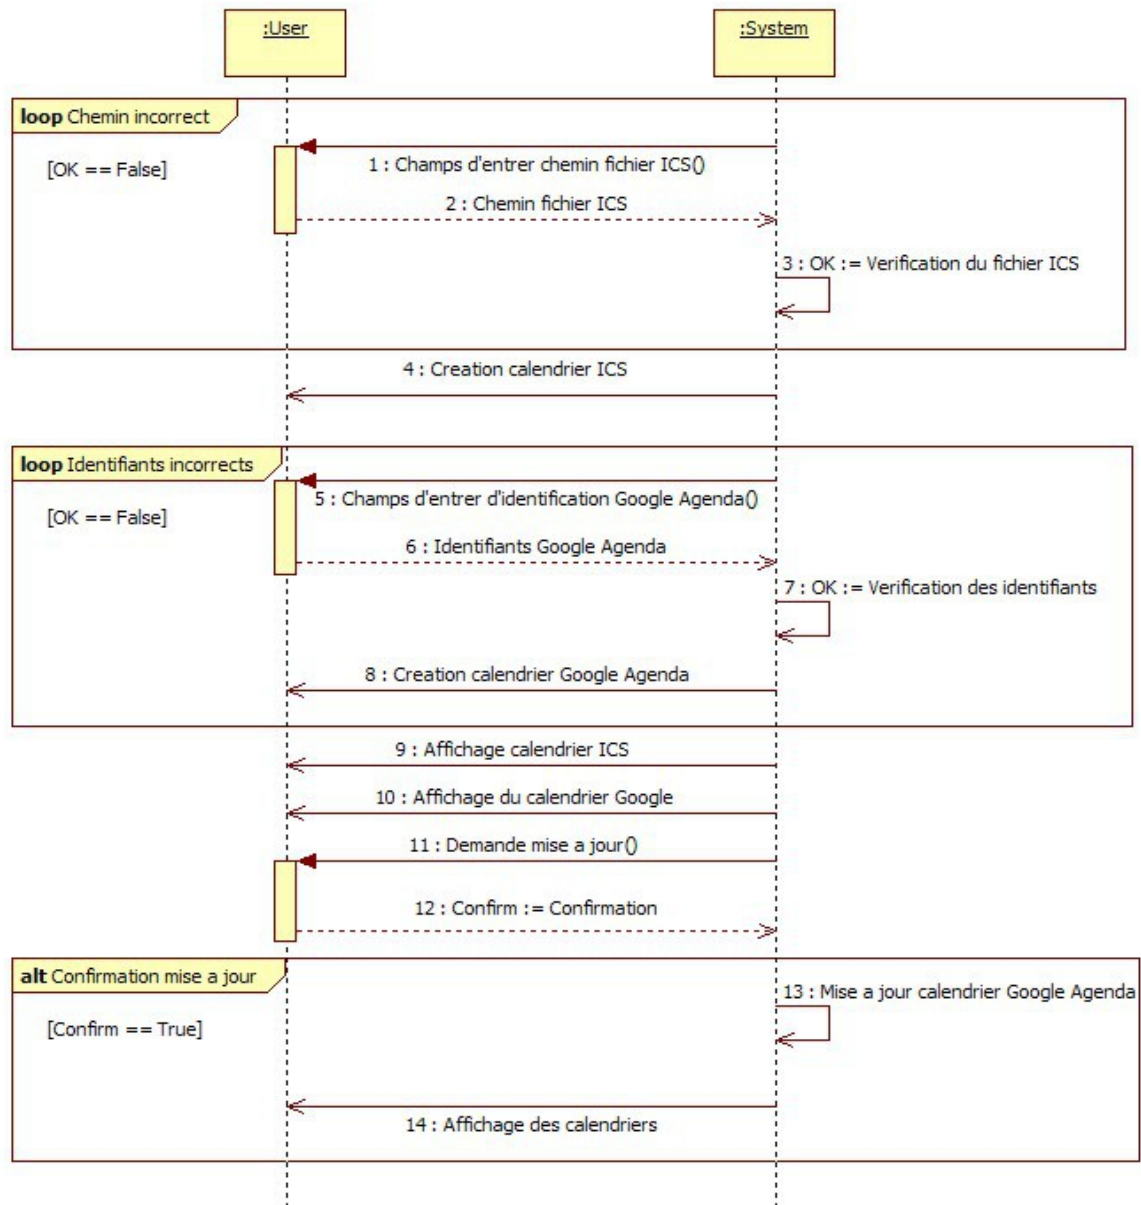 :User
:System
loop Chemin incorrect
[OK == False]
1 : Champs d'entrer chemin fichier ICS()
2 : Chemin fichier ICS
3 : OK := Verification du fichier ICS
4 : Creation calendrier ICS
loop Identifiants incorrects
[OK == False]
5 : Champs d'entrer d'identification Google Agenda()
6 : Identifiants Google Agenda
7 : OK := Verification des identifiants
8 : Creation calendrier Google Agenda
9 : Affichage calendrier ICS
10 : Affichage du calendrier Google
11 : Demande mise a jour()
12 : Confirm := Confirmation
alt Confirmation mise a jour
[Confirm == True]
13 : Mise a jour calendrier Google Agenda
14 : Affichage des calendriers